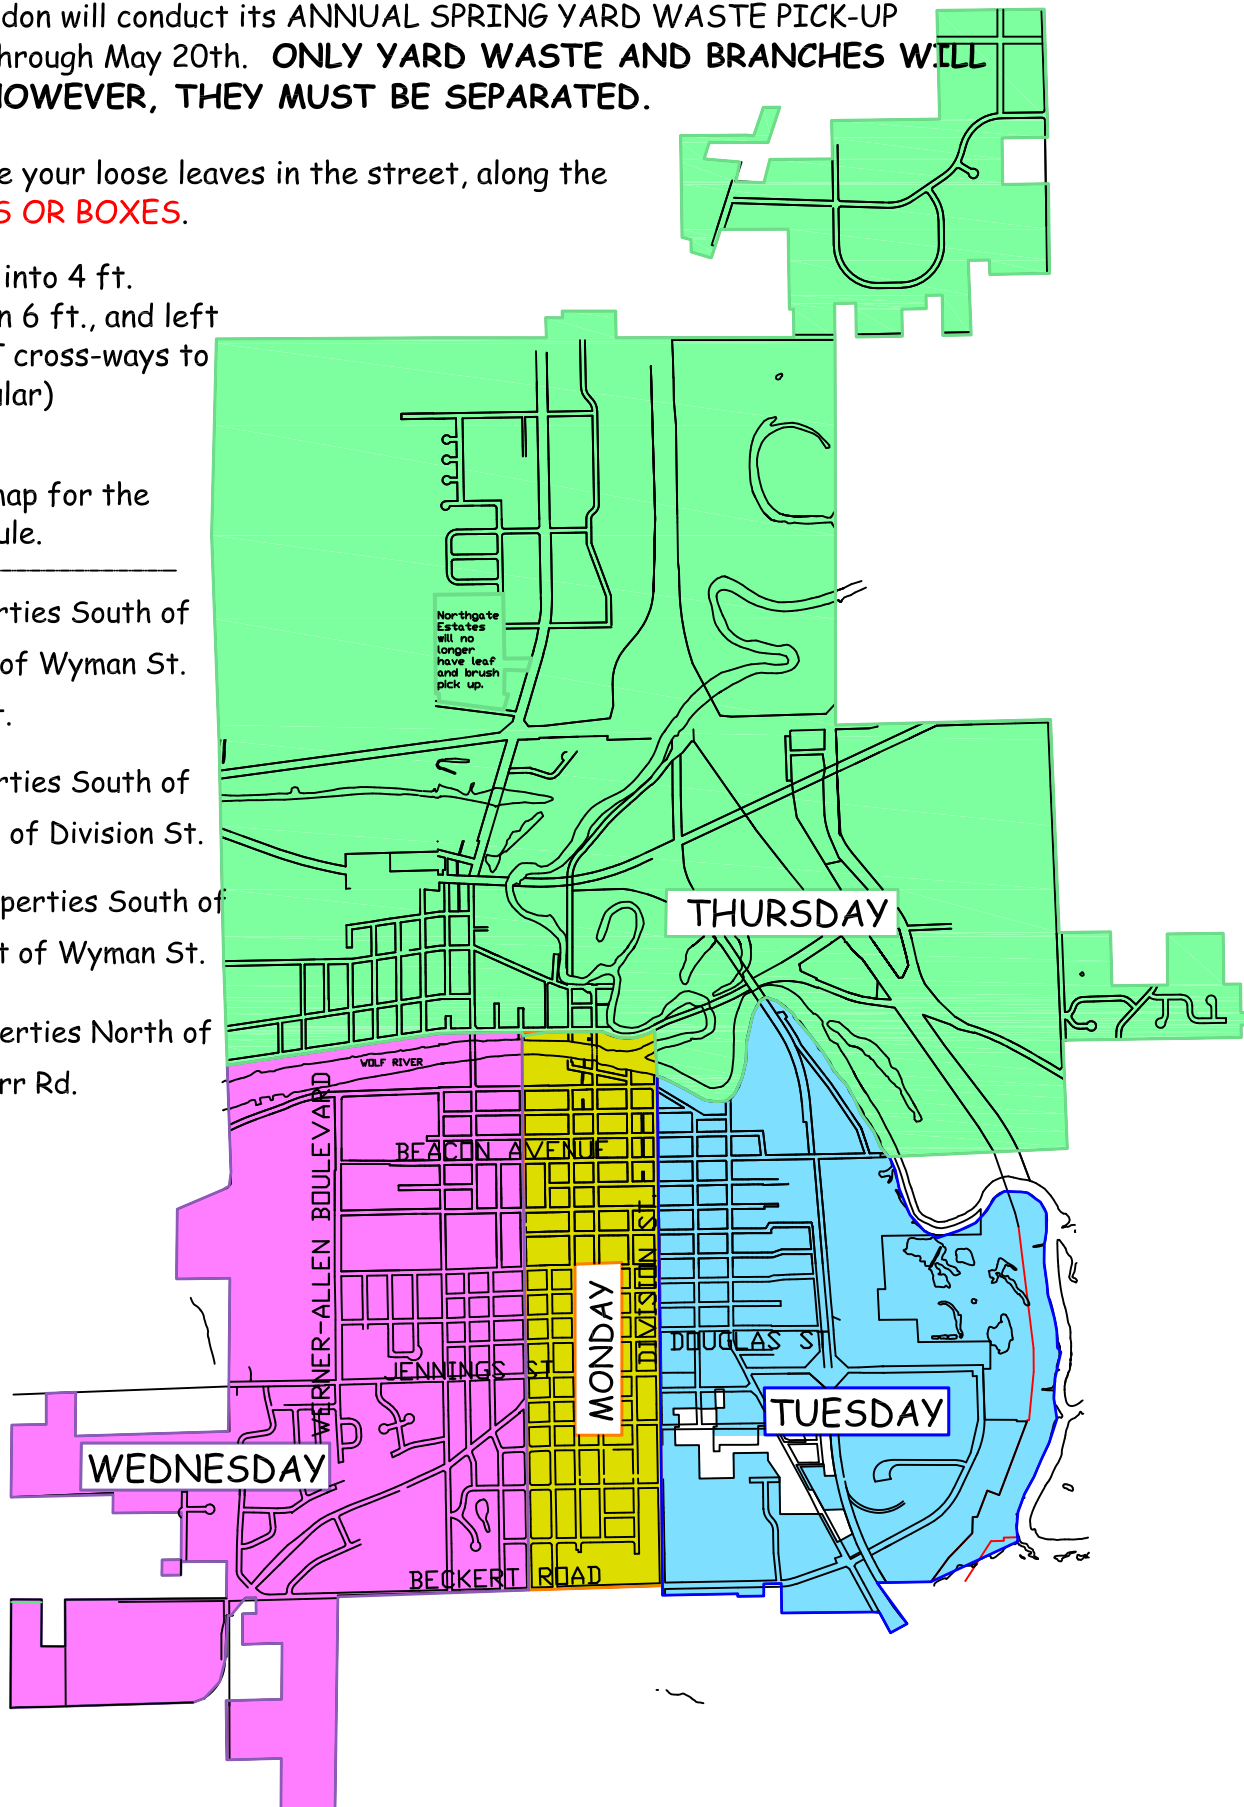 don will conduct its ANNUAL SPRING YARD WASTE PICK-UP
hrough May 20th. ONLY YARD WASTE AND BRANCHES WILL
HOWEVER, THEY MUST BE SEPARATED.
e your loose leaves in the street, along the
S OR BOXES.
into 4 ft.
n 6 ft., and left
f cross-ways to
ular)
map for the
ule.
Northgate
Estates
will no
longer
have leaf
and brush
pick up.
rties South of
of Wyman St.
t.
rties South of
of Division St.
THURSDAY
perties South of
t of Wyman St.
erties North of
rr Rd.
WOLF RIVER
BEACON AVENUE
WERNER-ALLEN BOULEVARD
DIVISION ST.
MONDAY
DOUGLAS ST
JENNINGS ST
TUESDAY
WEDNESDAY
BECKERT ROAD